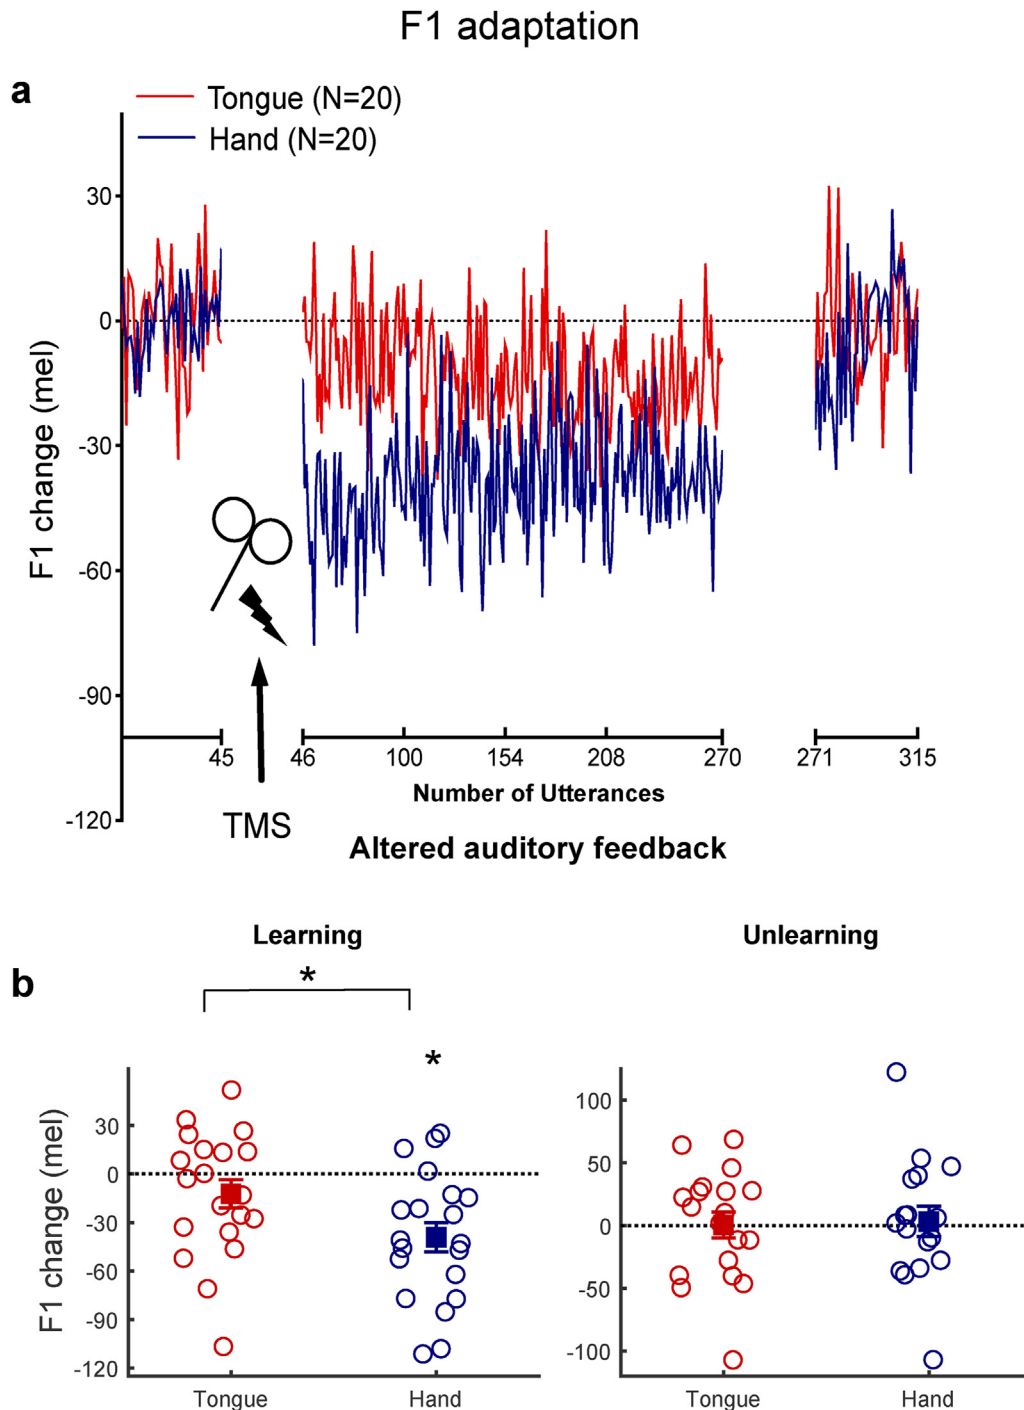 F1 adaptation
a
Tongue (N=20)
Hand (N=20)
30
0
-30
-60
-90
-120
F1 change (mel)
45
46
100
154
208
270
271
315
Number of Utterances
TMS
Altered auditory feedback
Learning
Unlearning
b
*
*
F1 change (mel)
30
0
-30
-60
-90
-120
Tongue
Hand
100
50
0
-50
-100
Tongue
Hand